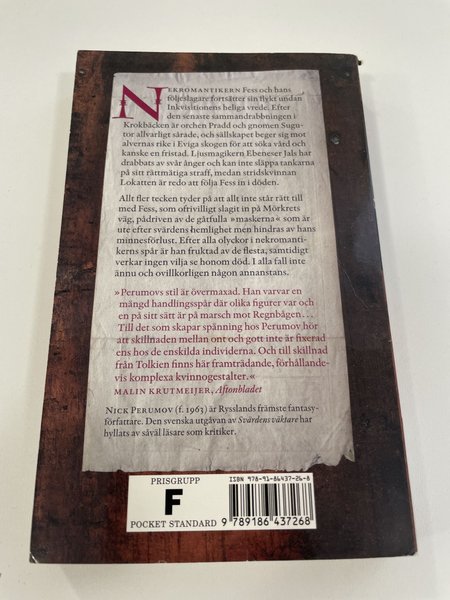 NEKROMANTIKERN Fess och hans
följeslagare fortsätter sin flykt undan
Inkvisitionens heliga vrede. Efter
den senaste sammandrabbningen i
Krokbäcken är orchen Pradd och gnomen Sugu-
tor allvarligt sårade, och sällskapet beger sig mot
alvernas rike i Eviga skogen för att söka vård och
kanske en fristad. Ljusmagikern Ebeneser Jals har
drabbats av svår ånger och kan inte släppa tankarna
på sitt rättmätiga straff, medan stridskvinnan
Lokatten är redo att följa Fess in i döden.
Allt fler tecken tyder på att allt inte står rätt till
med Fess, som ofrivilligt slagit in på Mörkrets
väg, pådriven av de gåtfulla »maskerna« som är
ute efter svärdens hemlighet men hindras av hans
minnesförlust. Efter alla olyckor i nekromanti-
kerns spår är han fruktad av de flesta, samtidigt
verkar ingen vilja se honom död. I alla fall inte
ännu och ovillkorligen någon annanstans.
»Perumovs stil är övermaxad. Han varvar en
mängd handlingsspår där olika figurer var och
en på sitt sätt är på marsch mot Regnbågen…
Till det som skapar spänning hos Perumov hör
att skillnaden mellan ont och gott inte är fixerad
ens hos de enskilda individerna. Och till skillnad
från Tolkien finns här framträdande, förhållande-
vis komplexa kvinnogestalter.«
MALIN KRUTMEIJER, Aftonbladet
NICK PERUMOV (f. 1963) är Rysslands främste fantasy-
författare. Den svenska utgåvan av Svärdens väktare har
hyllats av såväl läsare som kritiker.
PRISGRUPP
F
POCKET STANDARD
ISBN 978-91-86437-26-8
9 789186 437268